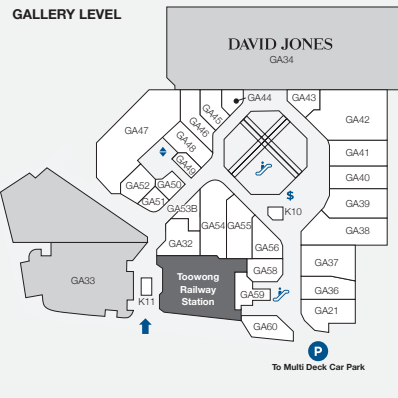 GALLERY LEVEL
DAVID JONES
GA34
GA44
GA43
GA45
GA42
GA46
GA47
GA48
GA41
GA49
GA40
GA52
GA50
$
GA39
GA51
GA53B
K10
GA54
GA55
GA38
GA32
GA56
GA37
GA58
GA33
Toowong
Railway
Station
GA36
GA59
K11
GA21
GA60
P
To Multi Deck Car Park